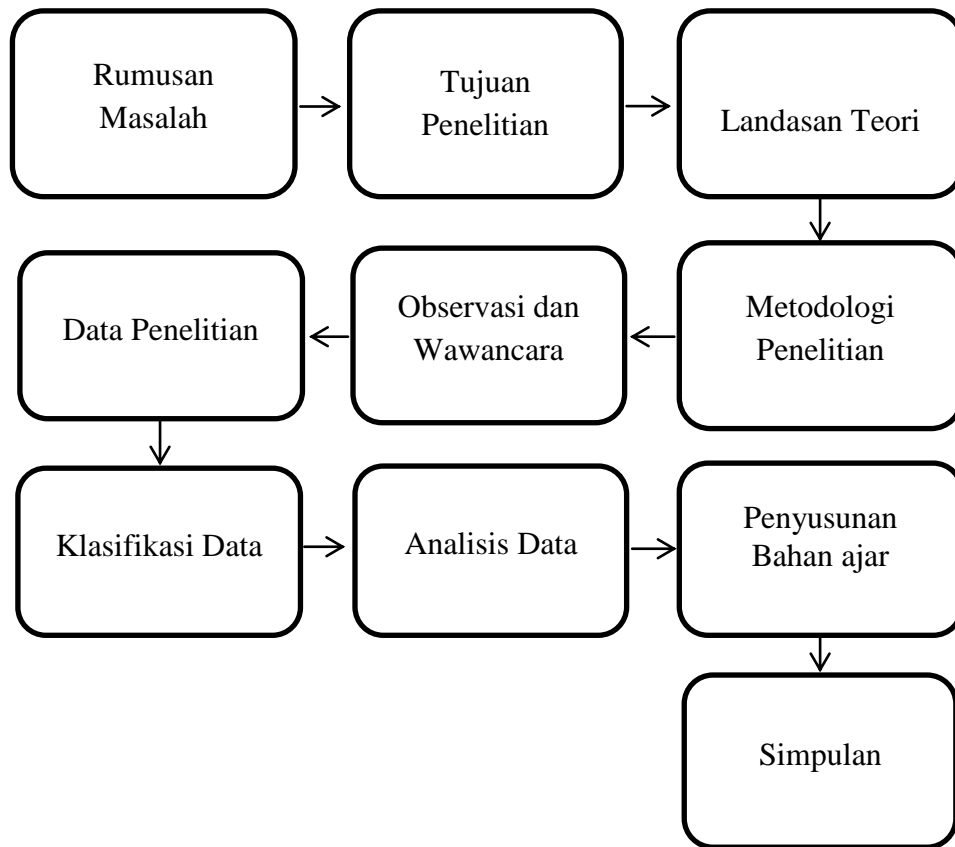 Rumusan
Masalah
Tujuan
Penelitian
Landasan Teori
Metodologi
Penelitian
Observasi dan
Wawancara
Data Penelitian
Klasifikasi Data
Analisis Data
Penyusunan
Bahan ajar
Simpulan